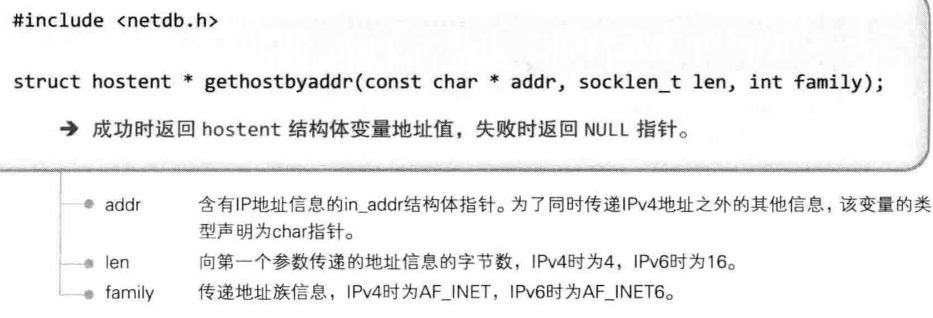 #include <netdb.h>
struct hostent * gethostbyaddr(const char * addr, socklen_t len, int family);
→ 成功时返回 hostent 结构体变量地址值，失败时返回 NULL 指针。
addr 含有IP地址信息的in_addr结构体指针。为了同时传递IPv4地址之外的其他信息，该变量的类
型声明为char指针。
len 向第一个参数传递的地址信息的字节数，IPv4时为4，IPv6时为16。
family 传递地址族信息，IPv4时为AF_INET，IPv6时为AF_INET6。